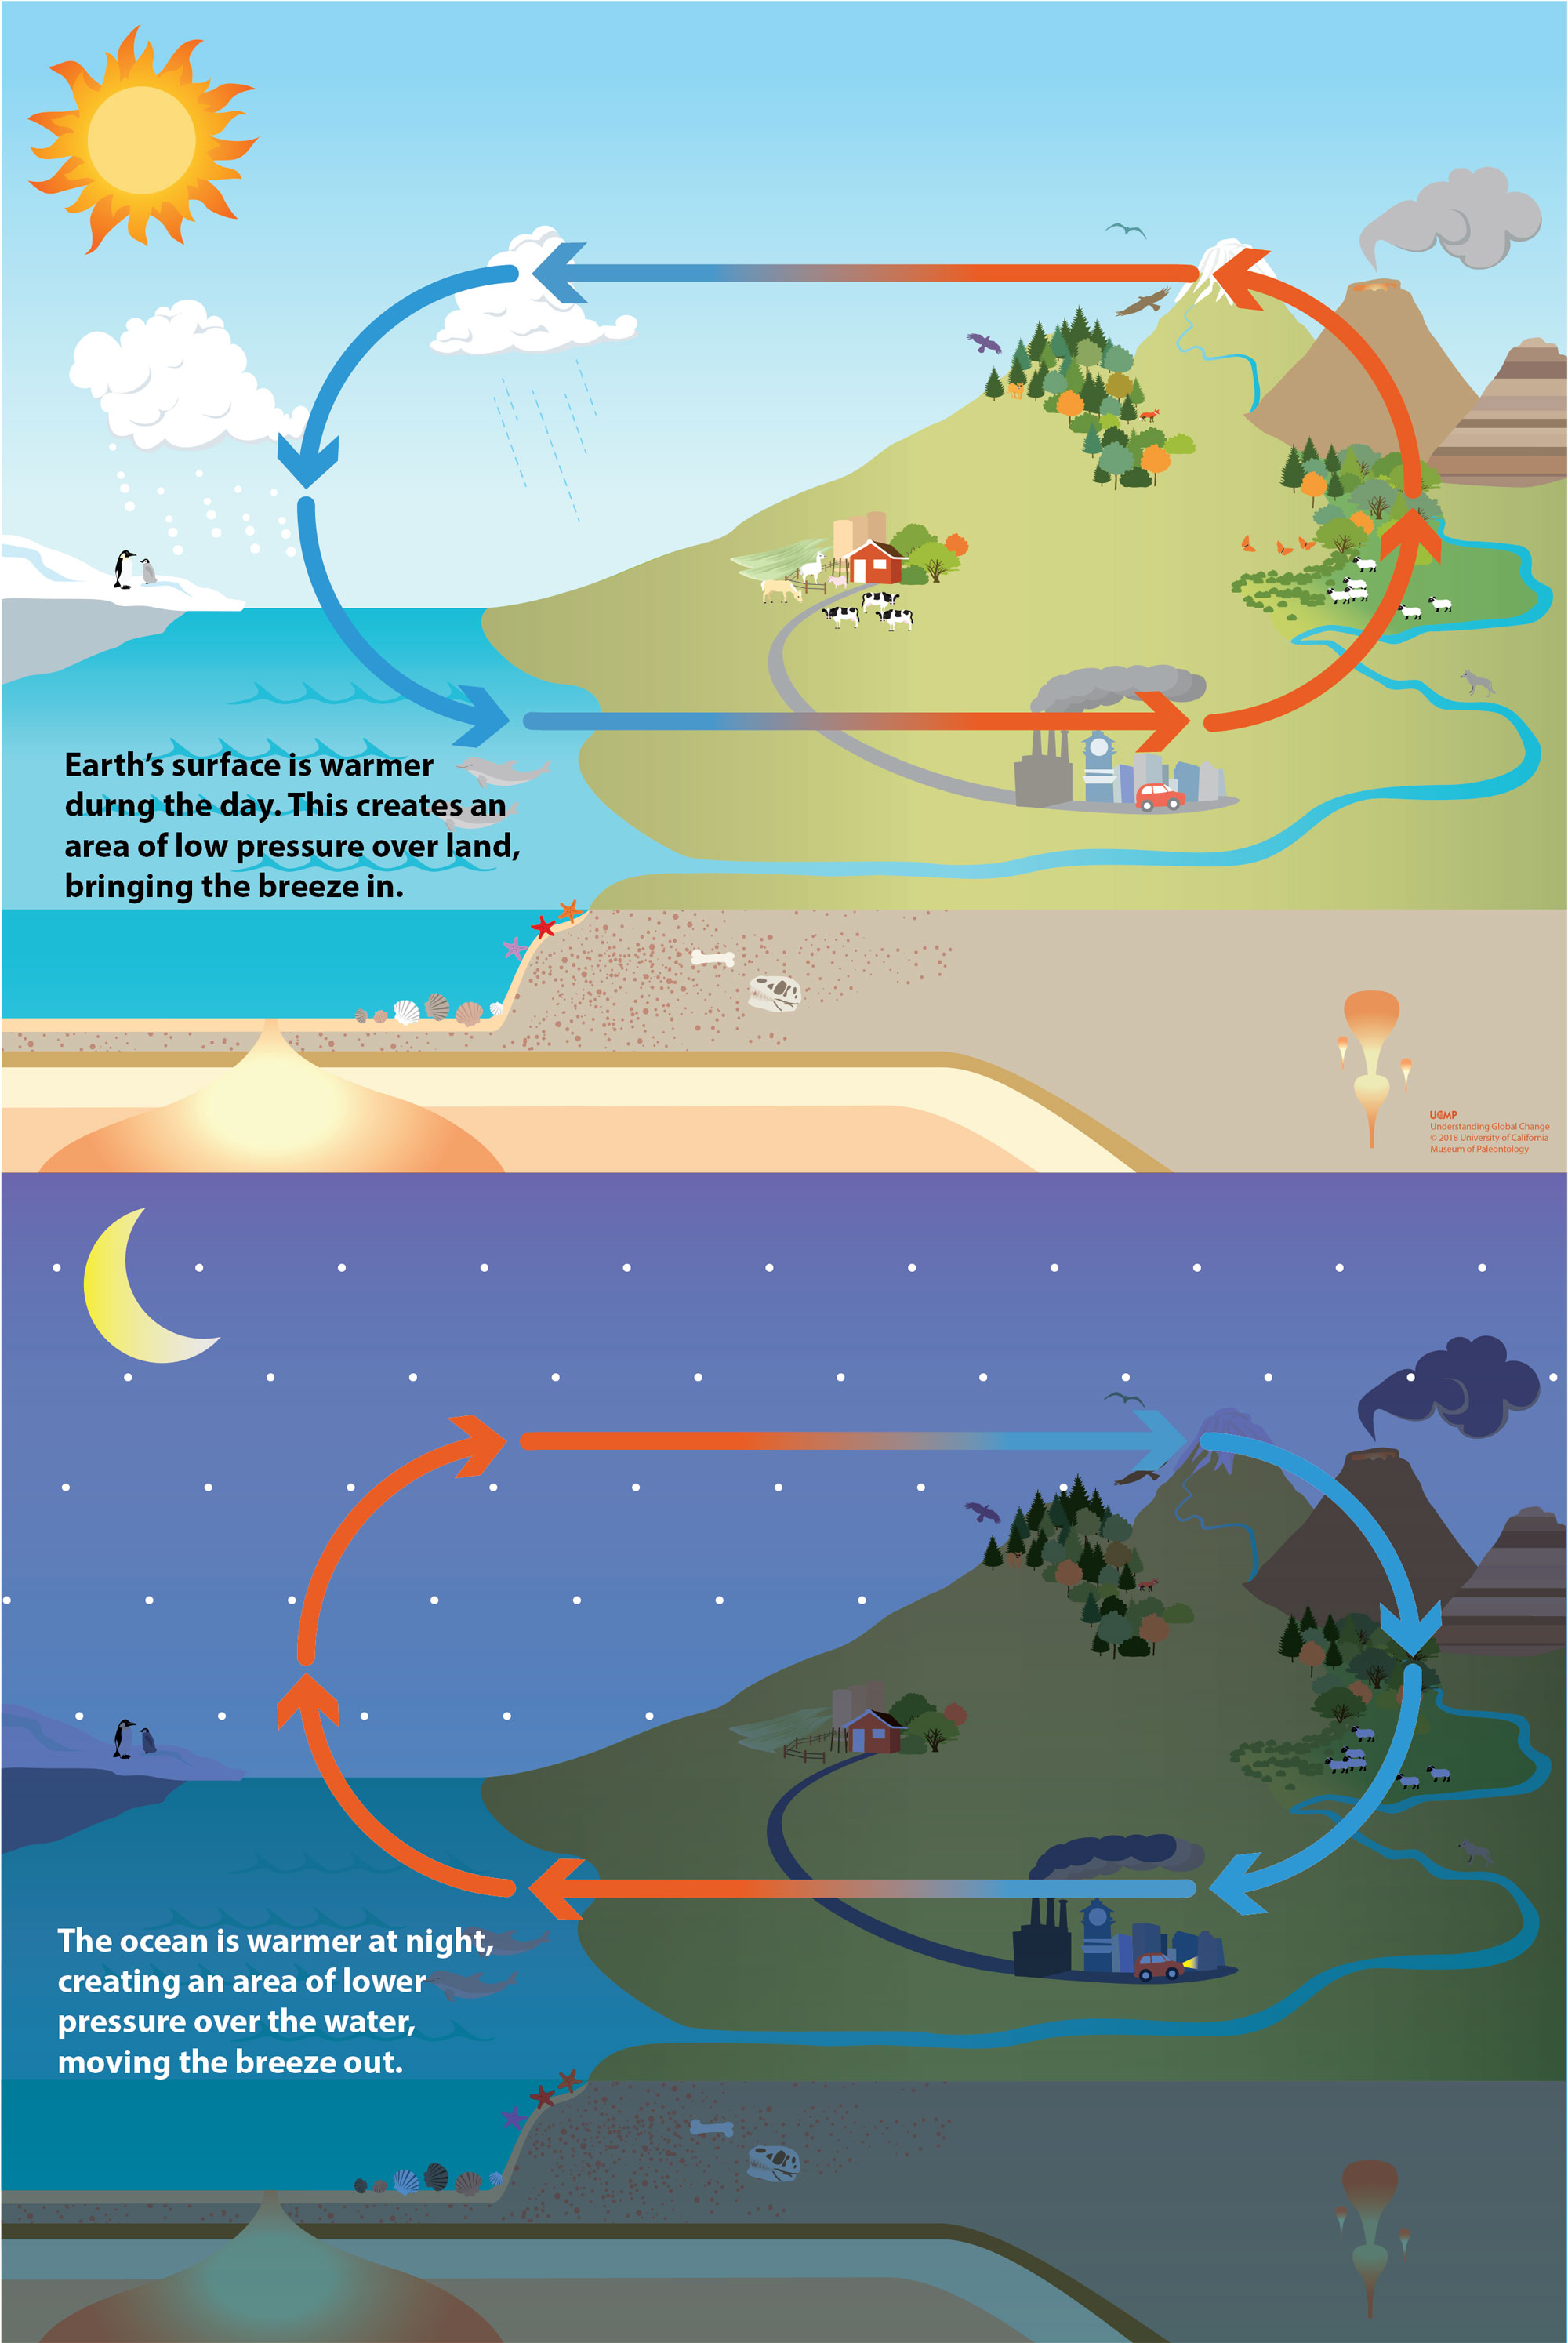 Earth's surface is warmer
durng the day. This creates an
area of low pressure over land,
bringing the breeze in.
UCMP
Understanding Global Change
© 2018 University of California
Museum of Paleontology
The ocean is warmer at night,
creating an area of lower
pressure over the water,
moving the breeze out.